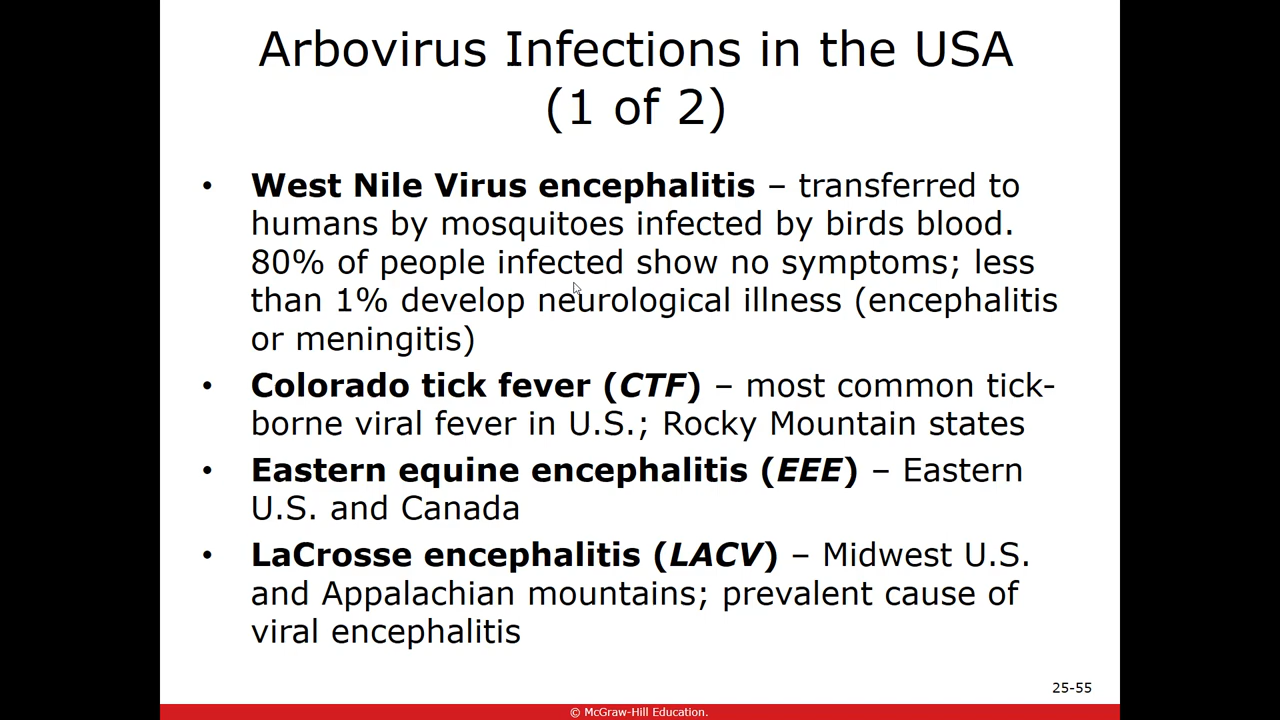 Arbovirus Infections in the USA
(1 of 2)
• West Nile Virus encephalitis – transferred to
humans by mosquitoes infected by birds blood.
80% of people infected show no symptoms; less
than 1% develop neurological illness (encephalitis
or meningitis)
• Colorado tick fever (CTF) – most common tick-
borne viral fever in U.S.; Rocky Mountain states
• Eastern equine encephalitis (EEE) – Eastern
U.S. and Canada
• LaCrosse encephalitis (LACV) – Midwest U.S.
and Appalachian mountains; prevalent cause of
viral encephalitis
25-55
© McGraw-Hill Education.